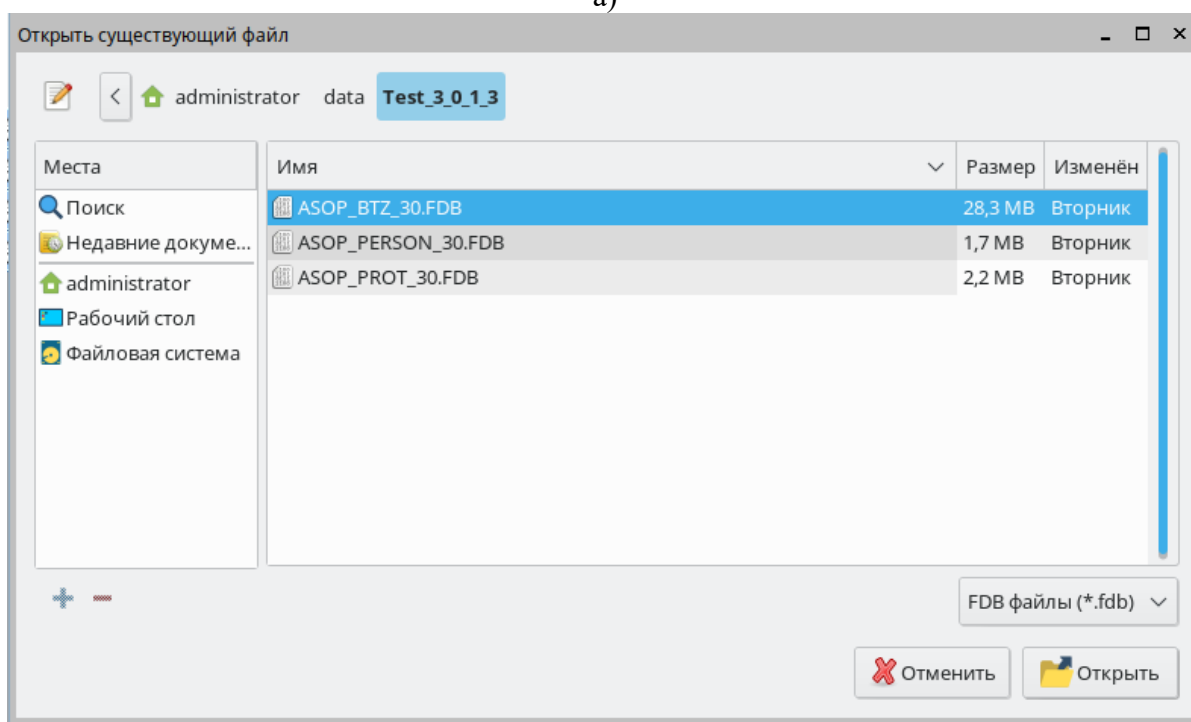 а)
Открыть существующий файл
administrator data Test_3_0_1_3
Места
Поиск
Недавние докуме...
administrator
Рабочий стол
Файловая система
Имя Размер Изменён
ASOP_BTZ_30.FDB 28,3 MB Вторник
ASOP_PERSON_30.FDB 1,7 MB Вторник
ASOP_PROT_30.FDB 2,2 MB Вторник
FDB файлы (*.fdb)
Отменить Открыть